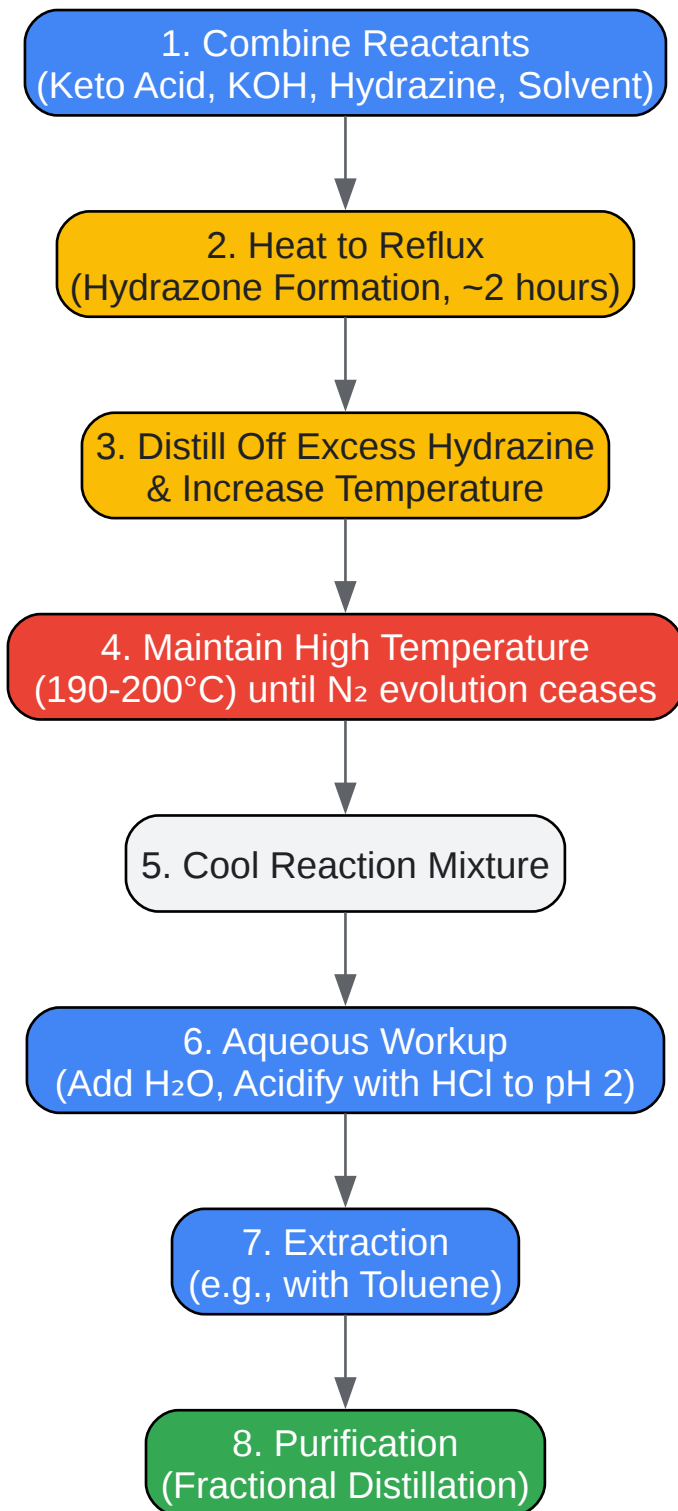 1. Combine Reactants
(Keto Acid, KOH, Hydrazine, Solvent)
2. Heat to Reflux
(Hydrazone Formation, ~2 hours)
3. Distill Off Excess Hydrazine
& Increase Temperature
4. Maintain High Temperature
(190-200°C) until N₂ evolution ceases
5. Cool Reaction Mixture
6. Aqueous Workup
(Add H₂O, Acidify with HCl to pH 2)
7. Extraction
(e.g., with Toluene)
8. Purification
(Fractional Distillation)